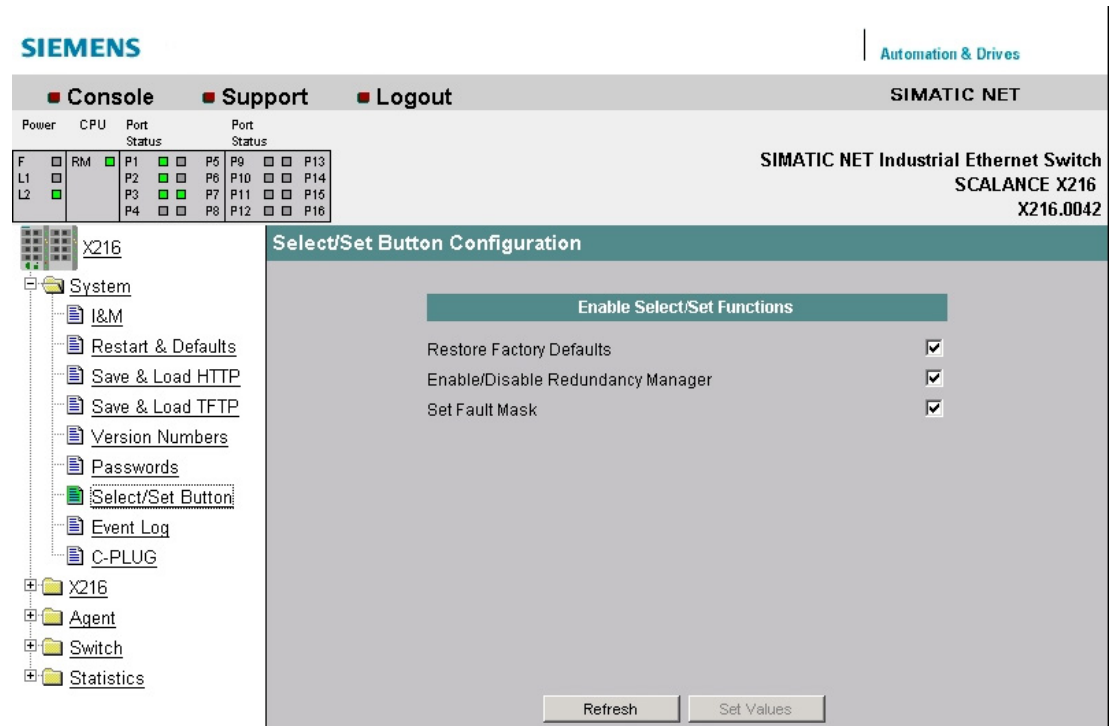 SIEMENS
Automation & Drives
Console Support Logout SIMATIC NET
Power CPU Port Status Port Status
F RM P1 P5 P9 P13
L1 P2 P6 P10 P14
L2 P3 P7 P11 P15
P4 P8 P12 P16
SIMATIC NET Industrial Ethernet Switch
SCALANCE X216
X216.0042
X216
System
I&M
Restart & Defaults
Save & Load HTTP
Save & Load TFTP
Version Numbers
Passwords
Select/Set Button
Event Log
C-PLUG
X216
Agent
Switch
Statistics
Select/Set Button Configuration
Enable Select/Set Functions
Restore Factory Defaults
Enable/Disable Redundancy Manager
Set Fault Mask
Refresh Set Values